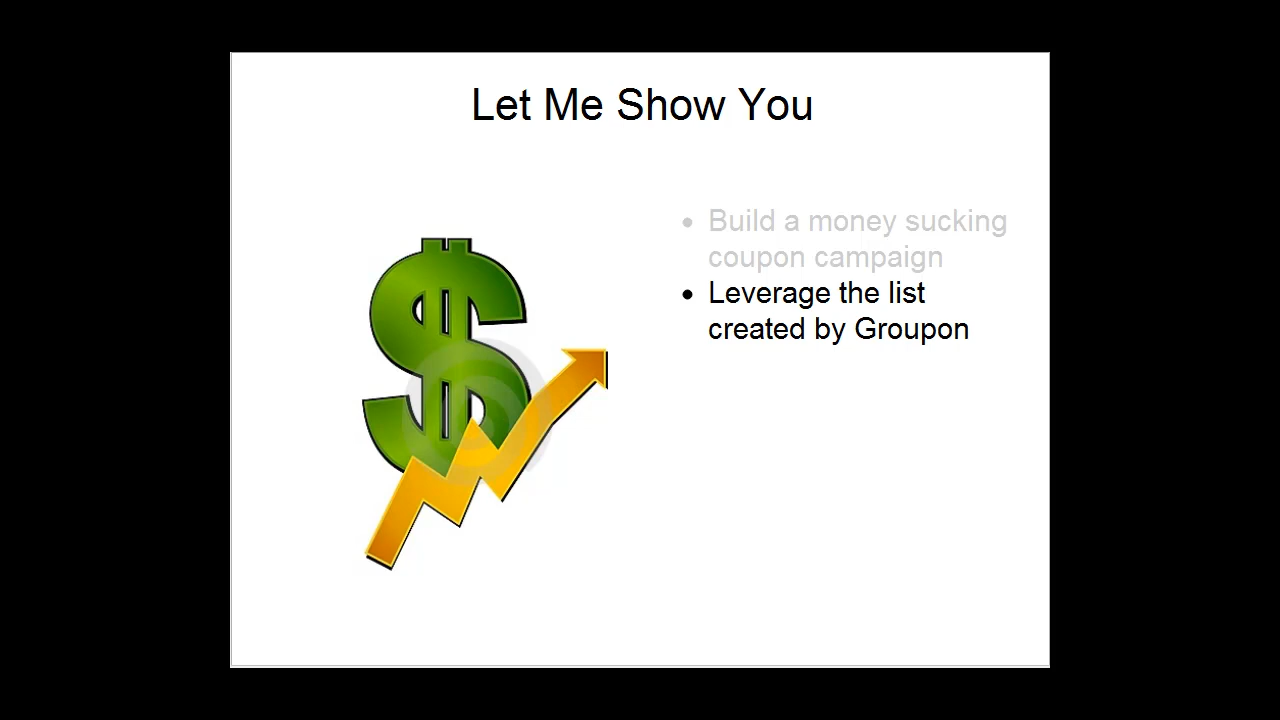 Let Me Show You
• Build a money sucking
coupon campaign
• Leverage the list
created by Groupon